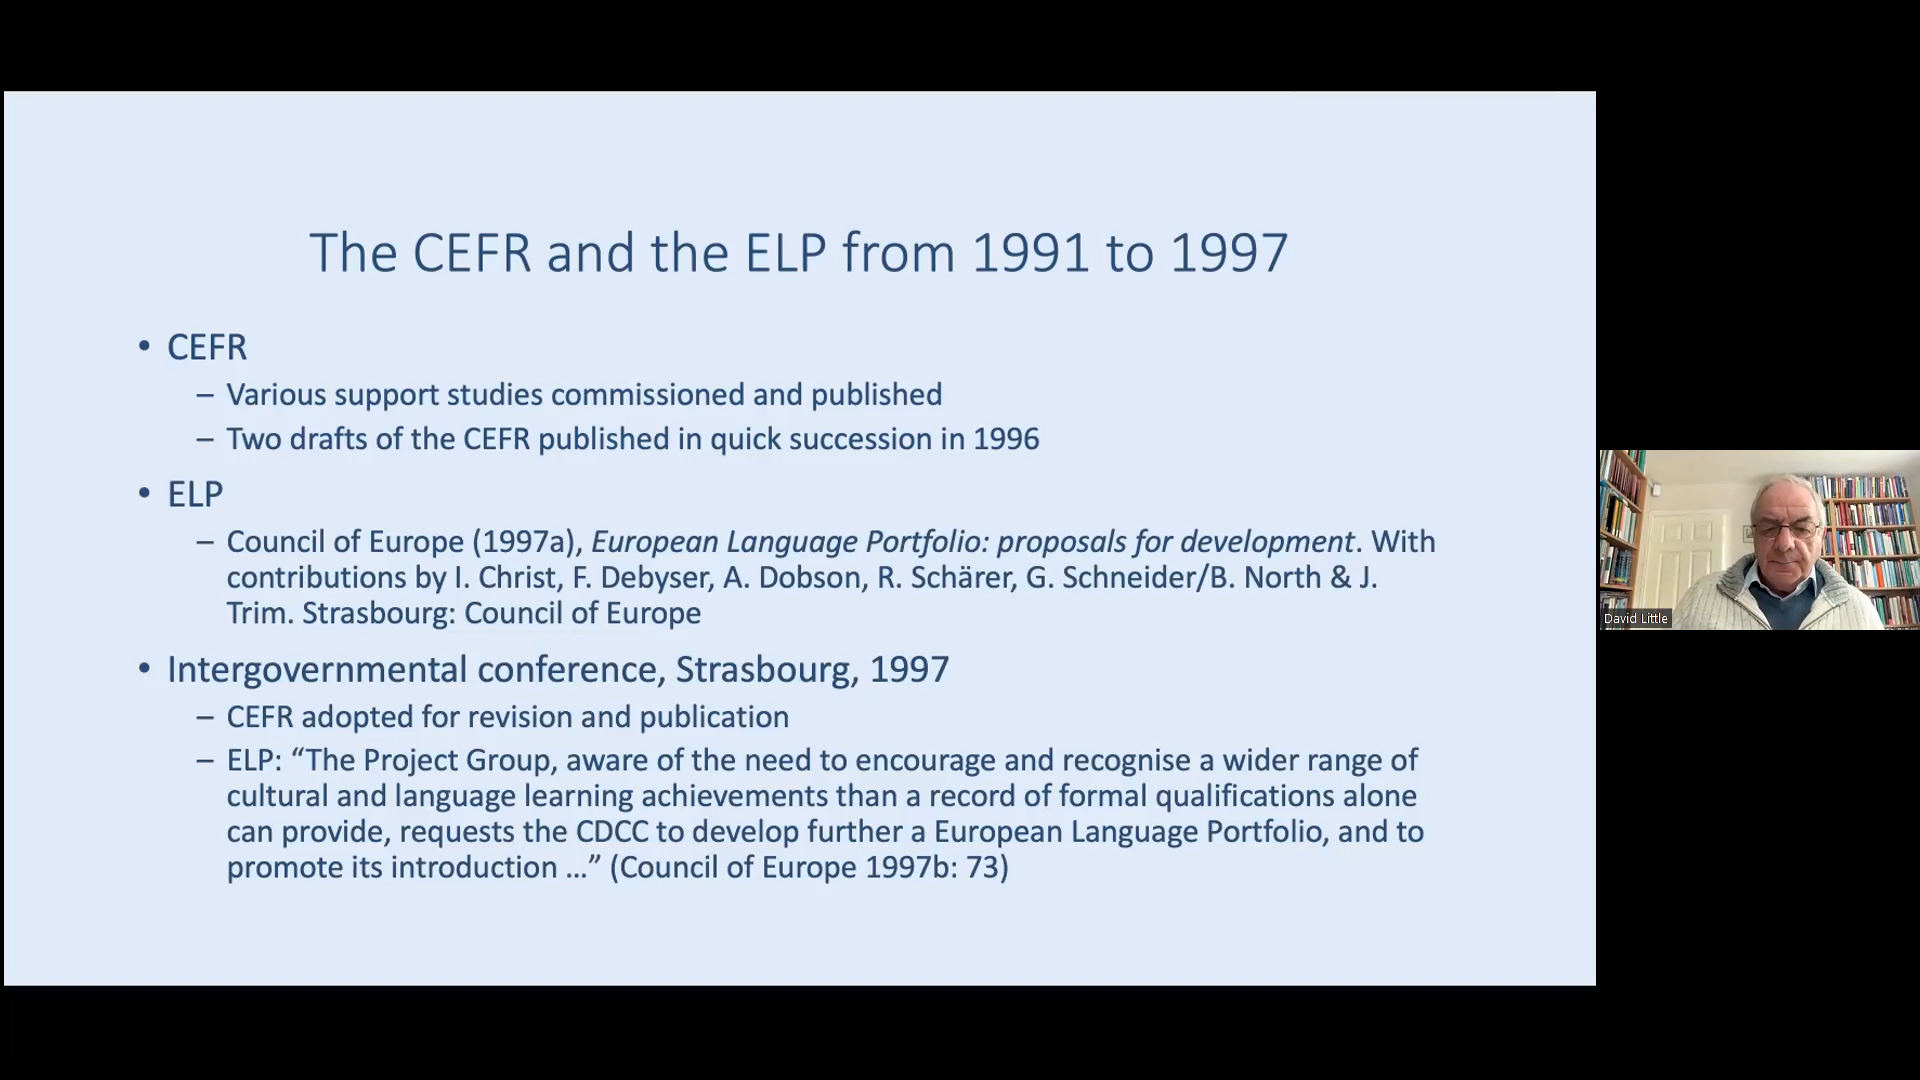 The CEFR and the ELP from 1991 to 1997
• CEFR
– Various support studies commissioned and published
– Two drafts of the CEFR published in quick succession in 1996
• ELP
– Council of Europe (1997a), European Language Portfolio: proposals for development. With
contributions by I. Christ, F. Debyser, A. Dobson, R. Schärer, G. Schneider/B. North & J.
Trim. Strasbourg: Council of Europe
• Intergovernmental conference, Strasbourg, 1997
– CEFR adopted for revision and publication
– ELP: “The Project Group, aware of the need to encourage and recognise a wider range of
cultural and language learning achievements than a record of formal qualifications alone
can provide, requests the CDCC to develop further a European Language Portfolio, and to
promote its introduction …” (Council of Europe 1997b: 73)
David Little